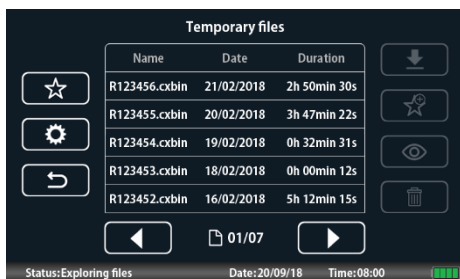 Temporary files
Name Date Duration
R123456.cxbin 21/02/2018 2h 50min 30s
R123455.cxbin 20/02/2018 3h 47min 22s
R123454.cxbin 19/02/2018 0h 32min 31s
R123453.cxbin 18/02/2018 0h 00min 12s
R123452.cxbin 16/02/2018 5h 12min 15s
01/07
Status:Exploring files Date:20/09/18 Time:08:00